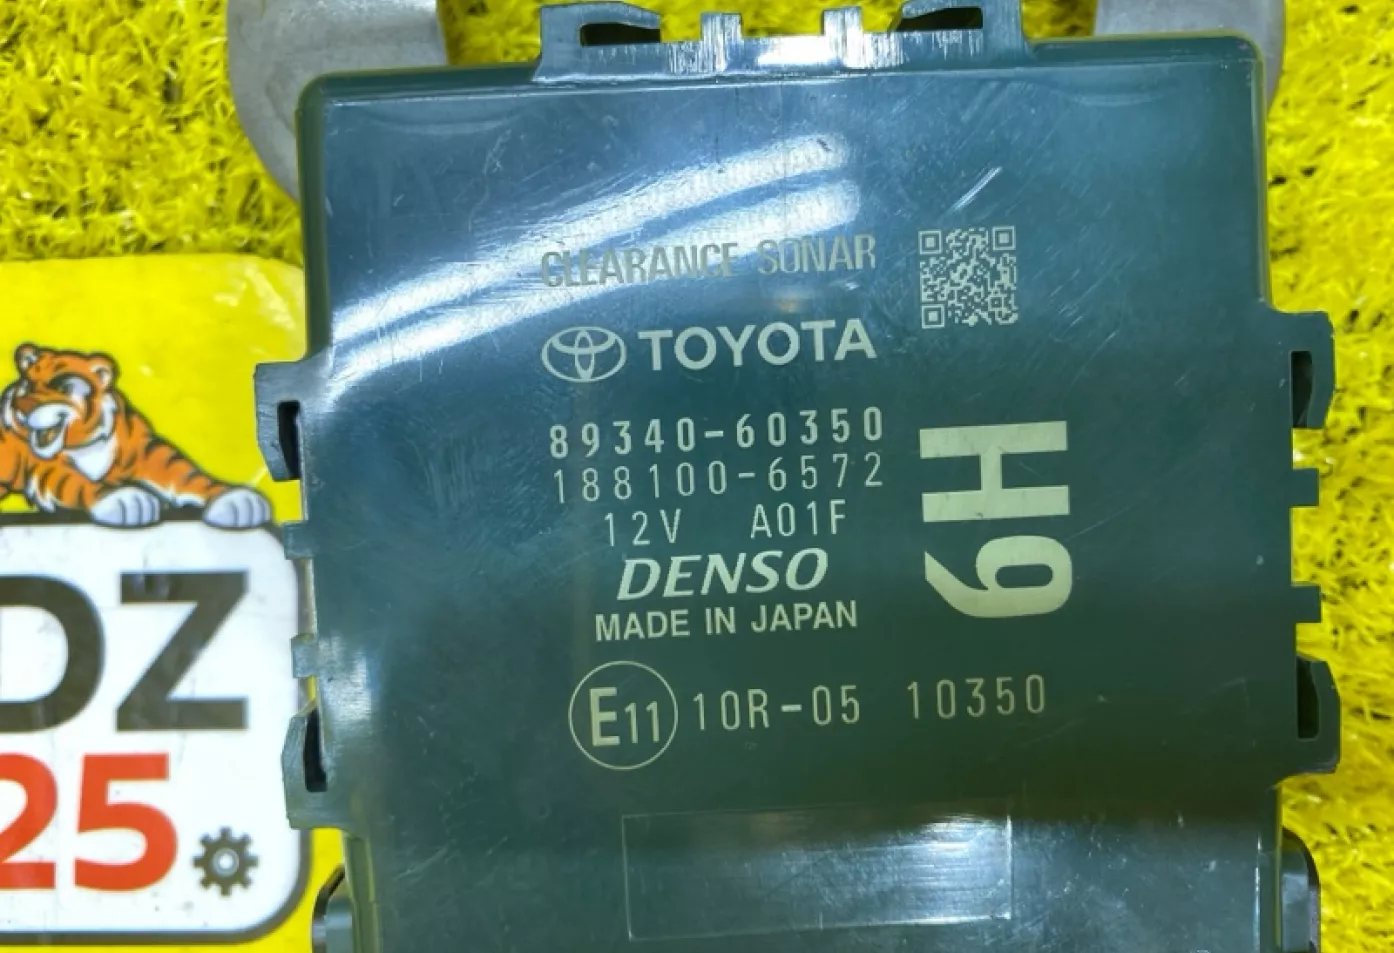 CLEARANCE SONAR
TOYOTA
89340-60350
188100-6572
12V A01F
DENSO
MADE IN JAPAN
E11 10R-05 10350
H9
DZ
25